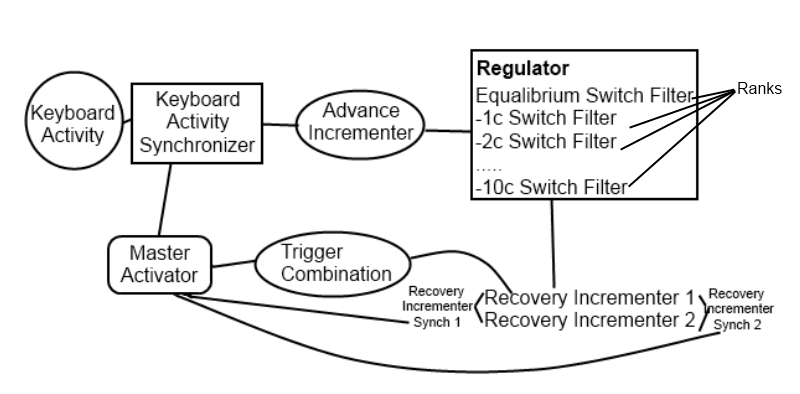 Regulator
Equalibrium Switch Filter
-1c Switch Filter
-2c Switch Filter
.....
-10c Switch Filter
Ranks
Keyboard
Activity
Keyboard
Activity
Synchronizer
Advance
Incrementer
Master
Activator
Trigger
Combination
Recovery
Incrementer
Synch 1
Recovery Incrementer 1
Recovery Incrementer 2
Recovery
Incrementer
Synch 2